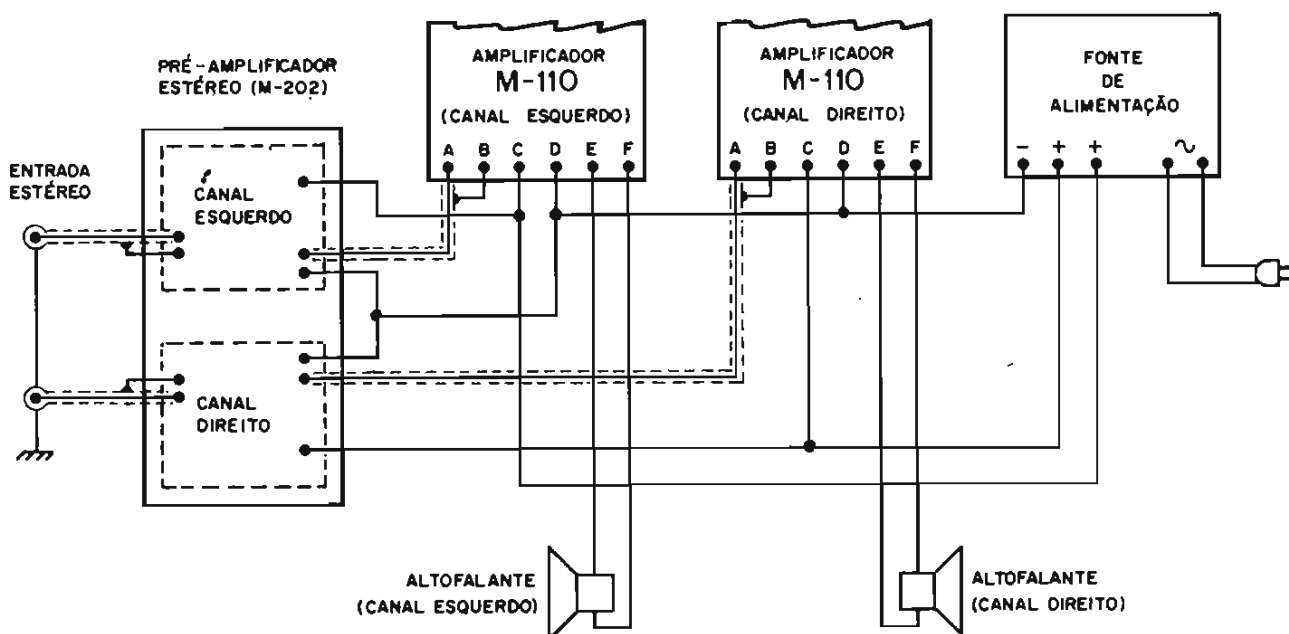 PRÉ-AMPLIFICADOR
ESTÉREO (M-202)
ENTRADA
ESTÉREO
CANAL
ESQUERDO
CANAL
DIREITO
AMPLIFICADOR
M-110
(CANAL ESQUERDO)
A B C D E F
AMPLIFICADOR
M-110
(CANAL DIREITO)
A B C D E F
FONTE
DE
ALIMENTAÇÃO
- + + ~
ALTOFALANTE
(CANAL ESQUERDO)
ALTOFALANTE
(CANAL DIREITO)